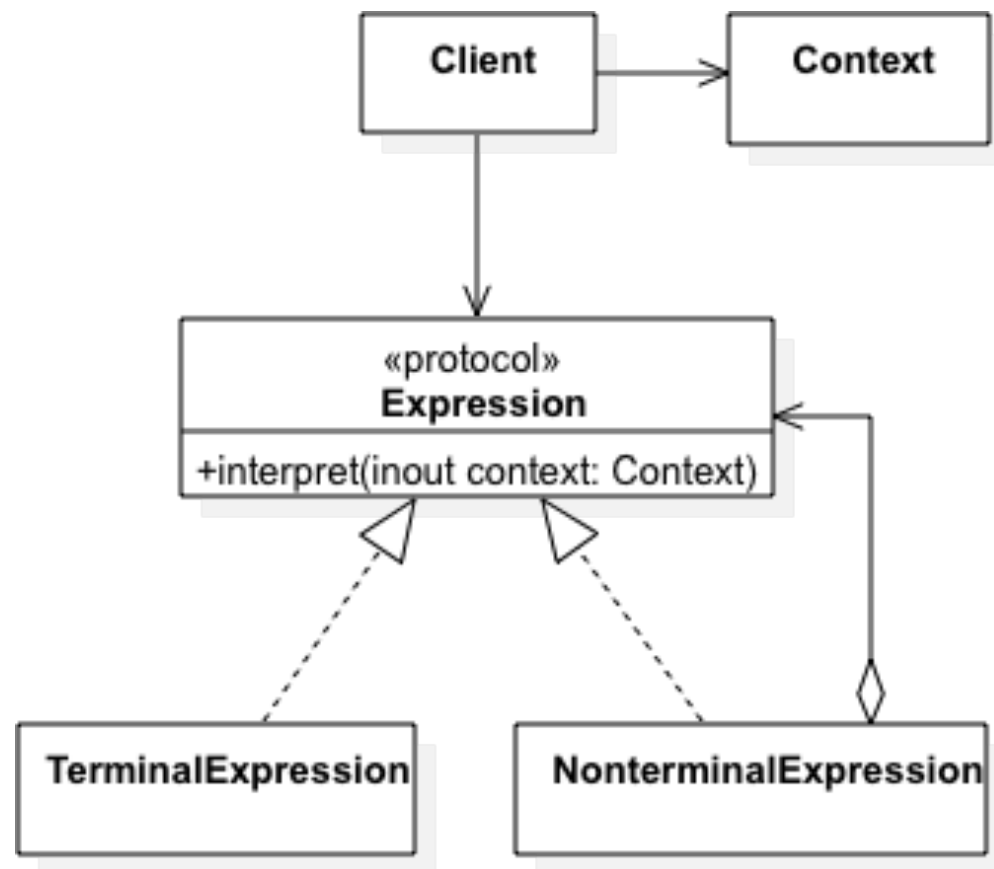 Client
Context
«protocol»
Expression
+interpret(inout context: Context)
TerminalExpression
NonterminalExpression